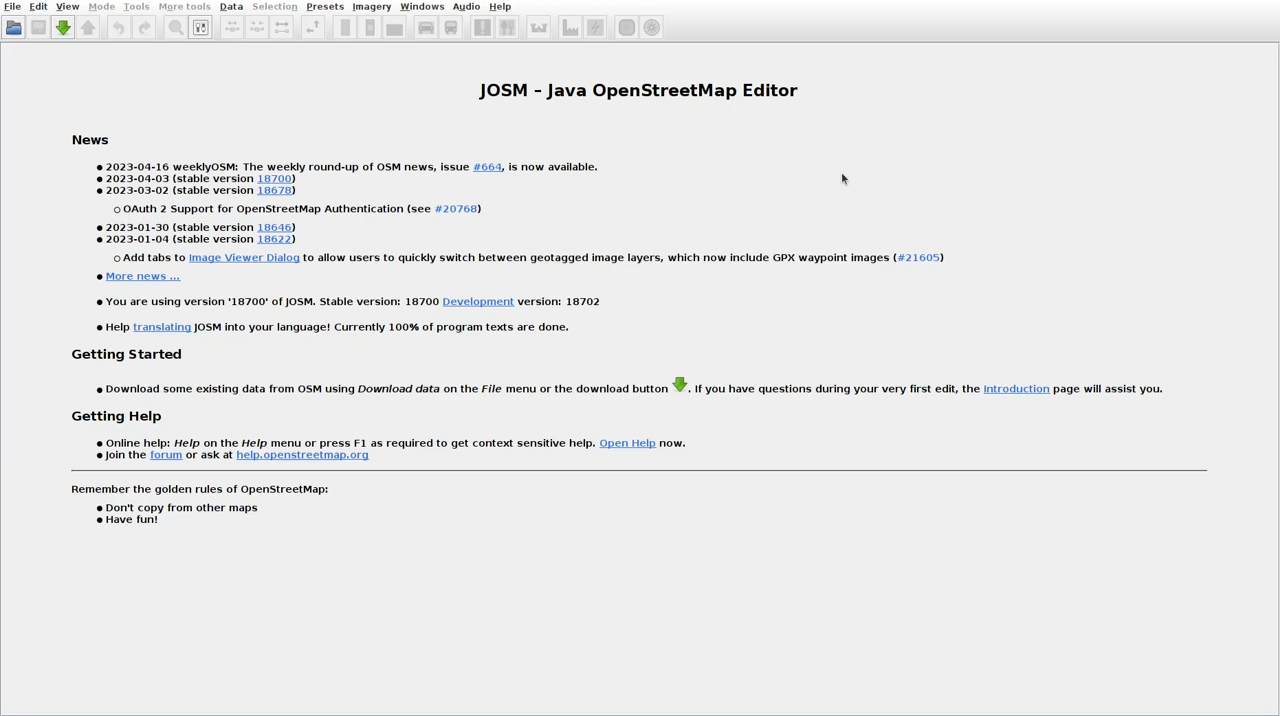 File Edit View Mode Tools More tools Data Selection Presets Imagery Windows Audio Help
JOSM – Java OpenStreetMap Editor
News
2023-04-16 weeklyOSM: The weekly round-up of OSM news, issue #664, is now available.
2023-04-03 (stable version 18700)
2023-03-02 (stable version 18678)
OAuth 2 Support for OpenStreetMap Authentication (see #20768)
2023-01-30 (stable version 18646)
2023-01-04 (stable version 18622)
Add tabs to Image Viewer Dialog to allow users to quickly switch between geotagged image layers, which now include GPX waypoint images (#21605)
More news ...
You are using version '18700' of JOSM. Stable version: 18700 Development version: 18702
Help translating JOSM into your language! Currently 100% of program texts are done.
Getting Started
Download some existing data from OSM using Download data on the File menu or the download button . If you have questions during your very first edit, the Introduction page will assist you.
Getting Help
Online help: Help on the Help menu or press F1 as required to get context sensitive help. Open Help now.
Join the forum or ask at help.openstreetmap.org
Remember the golden rules of OpenStreetMap:
Don't copy from other maps
Have fun!